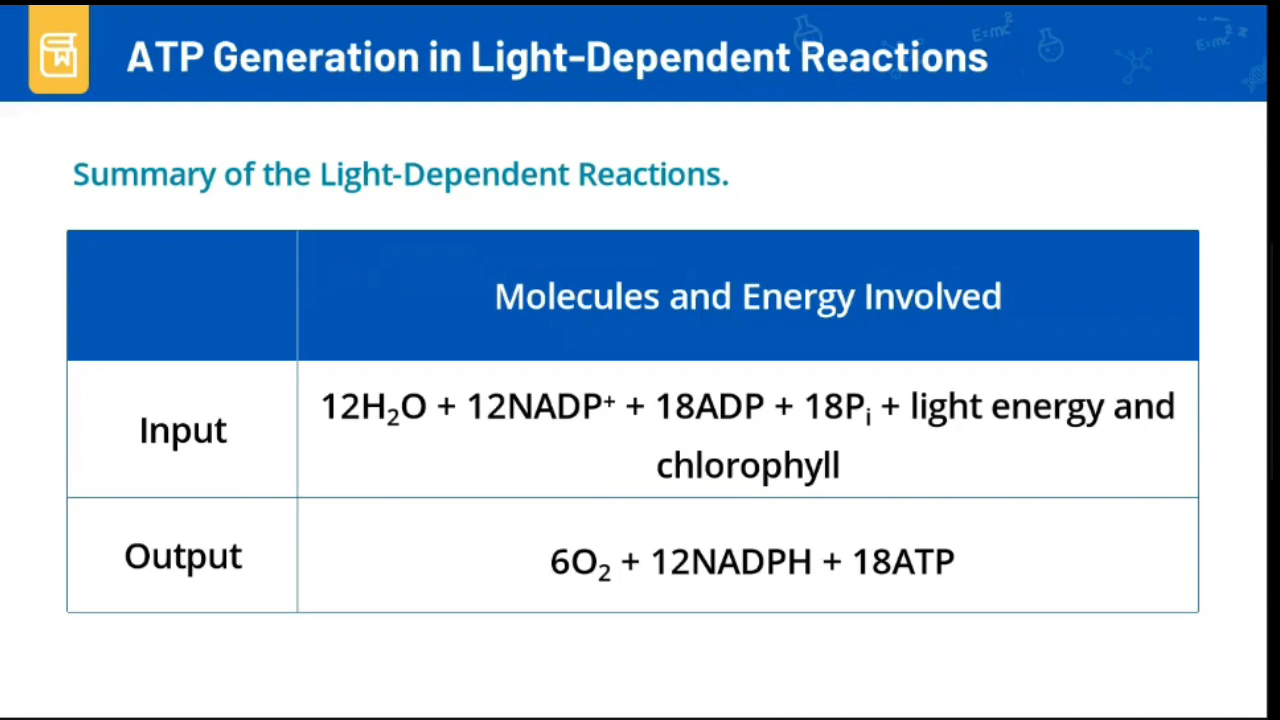 ATP Generation in Light-Dependent Reactions
E=mc²
Summary of the Light-Dependent Reactions.
Molecules and Energy Involved
Input
12H₂O + 12NADP⁺ + 18ADP + 18Pᵢ + light energy and
chlorophyll
Output
6O₂ + 12NADPH + 18ATP